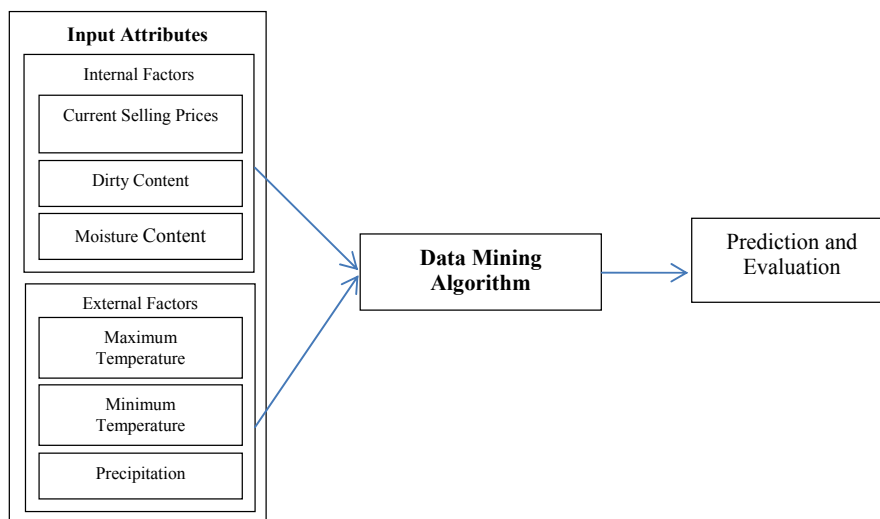 Input Attributes
Internal Factors
Current Selling Prices
Dirty Content
Moisture Content
External Factors
Maximum
Temperature
Minimum
Temperature
Precipitation
Data Mining
Algorithm
Prediction and
Evaluation